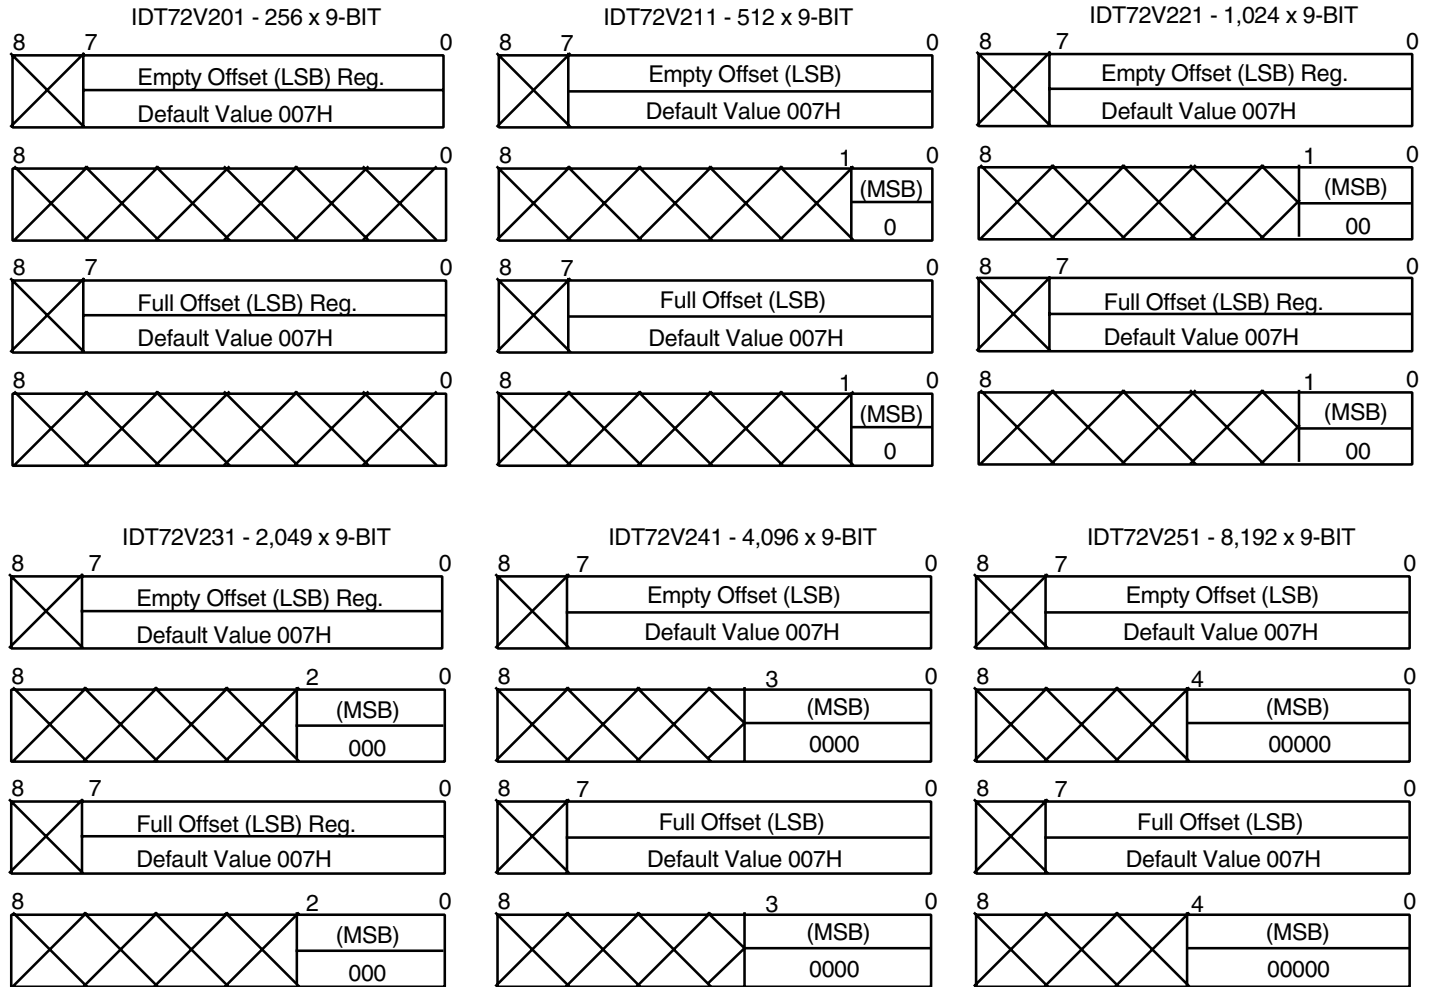 IDT72V201 - 256 x 9-BIT
8 7 0
Empty Offset (LSB) Reg.
Default Value 007H
8 0
8 7 0
Full Offset (LSB) Reg.
Default Value 007H
8 0
IDT72V211 - 512 x 9-BIT
8 7 0
Empty Offset (LSB)
Default Value 007H
8 1 0
(MSB)
0
8 7 0
Full Offset (LSB)
Default Value 007H
8 1 0
(MSB)
0
IDT72V221 - 1,024 x 9-BIT
8 7 0
Empty Offset (LSB) Reg.
Default Value 007H
8 1 0
(MSB)
00
8 7 0
Full Offset (LSB) Reg.
Default Value 007H
8 1 0
(MSB)
00
IDT72V231 - 2,049 x 9-BIT
8 7 0
Empty Offset (LSB) Reg.
Default Value 007H
8 2 0
(MSB)
000
8 7 0
Full Offset (LSB) Reg.
Default Value 007H
8 2 0
(MSB)
000
IDT72V241 - 4,096 x 9-BIT
8 7 0
Empty Offset (LSB)
Default Value 007H
8 3 0
(MSB)
0000
8 7 0
Full Offset (LSB)
Default Value 007H
8 3 0
(MSB)
0000
IDT72V251 - 8,192 x 9-BIT
8 7 0
Empty Offset (LSB)
Default Value 007H
8 4 0
(MSB)
00000
8 7 0
Full Offset (LSB)
Default Value 007H
8 4 0
(MSB)
00000